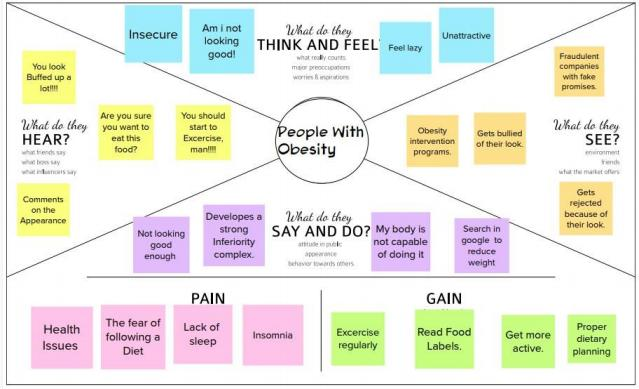 Insecure
Am i not
looking
good!
What do they
THINK AND FEEL
what really counts
major preoccupations
worries & aspirations
Feel lazy
Unattractive
You look
Buffed up a
lot!!!!
What do they
HEAR?
what friends say
what boss say
what influencers say
Comments
on the
Appearance
Are you sure
you want to
eat this
food?
You should
start to
Excercise,
man!!!!
People With
Obesity
Obesity
intervention
programs.
Gets bullied
of their look.
Fraudulent
companies
with fake
promises.
What do they
SEE?
environment
friends
what the market offers
Gets
rejected
because of
their look.
Not looking
good
enough
Developes a
strong
Inferiority
complex.
What do they
SAY AND DO?
attitude in public
appearance
behavior towards others
My body is
not capable
of doing it
Search in
google to
reduce
weight
PAIN
Health
Issues
The fear of
following a
Diet
Lack of
sleep
Insomnia
GAIN
Excercise
regularly
Read Food
Labels.
Get more
active.
Proper
dietary
planning